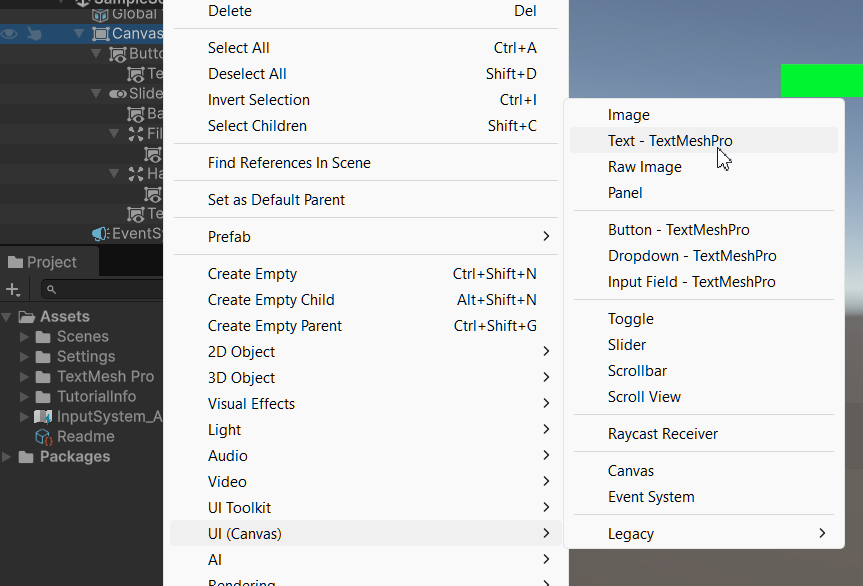 Global
Canvas
Butto
Te
Slide
Ba
Fil
Ha
Te
EventS
Project
Assets
Scenes
Settings
TextMesh Pro
TutorialInfo
InputSystem_A
Readme
Packages
Delete Del
Select All Ctrl+A
Deselect All Shift+D
Invert Selection Ctrl+I
Select Children Shift+C
Find References In Scene
Set as Default Parent
Prefab
Create Empty Ctrl+Shift+N
Create Empty Child Alt+Shift+N
Create Empty Parent Ctrl+Shift+G
2D Object
3D Object
Visual Effects
Light
Audio
Video
UI Toolkit
UI (Canvas)
AI
Rendering
Image
Text - TextMeshPro
Raw Image
Panel
Button - TextMeshPro
Dropdown - TextMeshPro
Input Field - TextMeshPro
Toggle
Slider
Scrollbar
Scroll View
Raycast Receiver
Canvas
Event System
Legacy